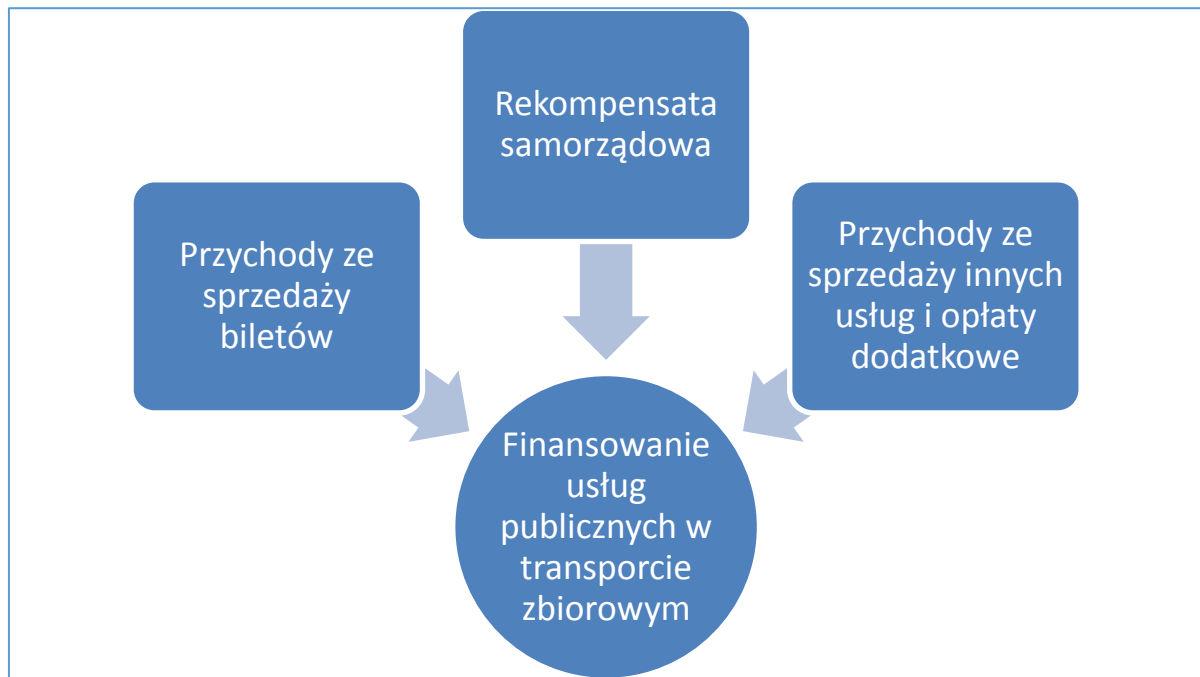 Rekompensata
samorządowa
Przychody ze
sprzedaży
biletów
Przychody ze
sprzedaży innych
usług i opłaty
dodatkowe
Finansowanie
usług
publicznych w
transporcie
zbiorowym